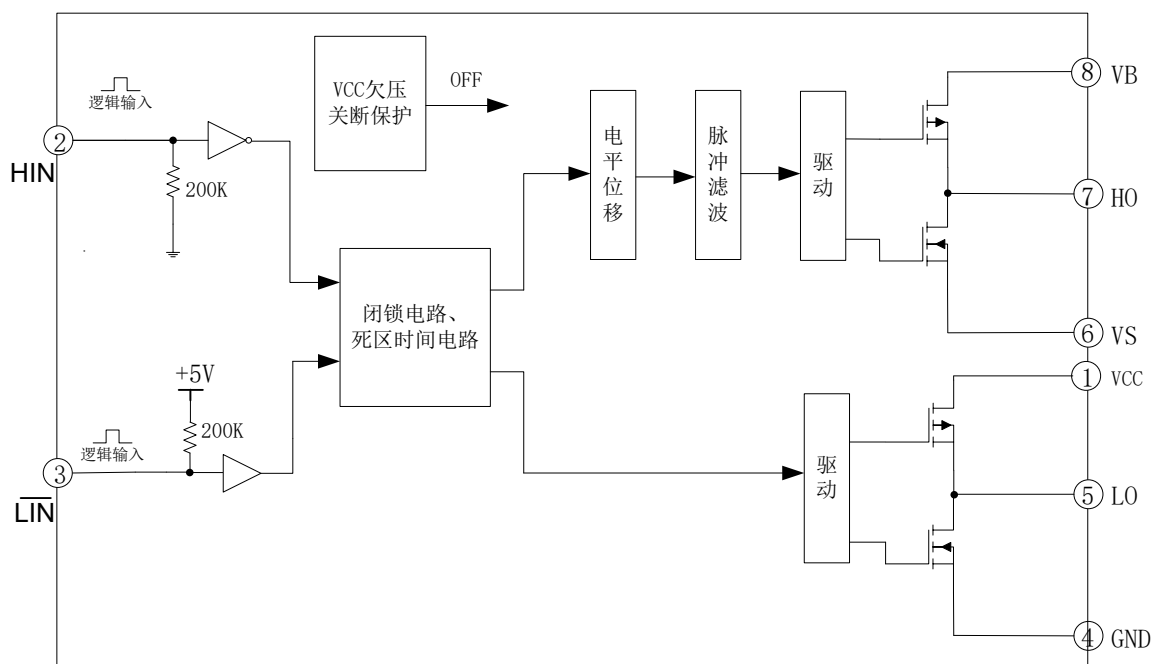 逻辑输入
② HIN
200K
VCC欠压
关断保护
OFF
电平位移
脉冲滤波
驱动
⑧ VB
⑦ HO
⑥ VS
闭锁电路、
死区时间电路
+5V
200K
逻辑输入
③ L̅I̅N̅
驱动
① VCC
⑤ LO
④ GND